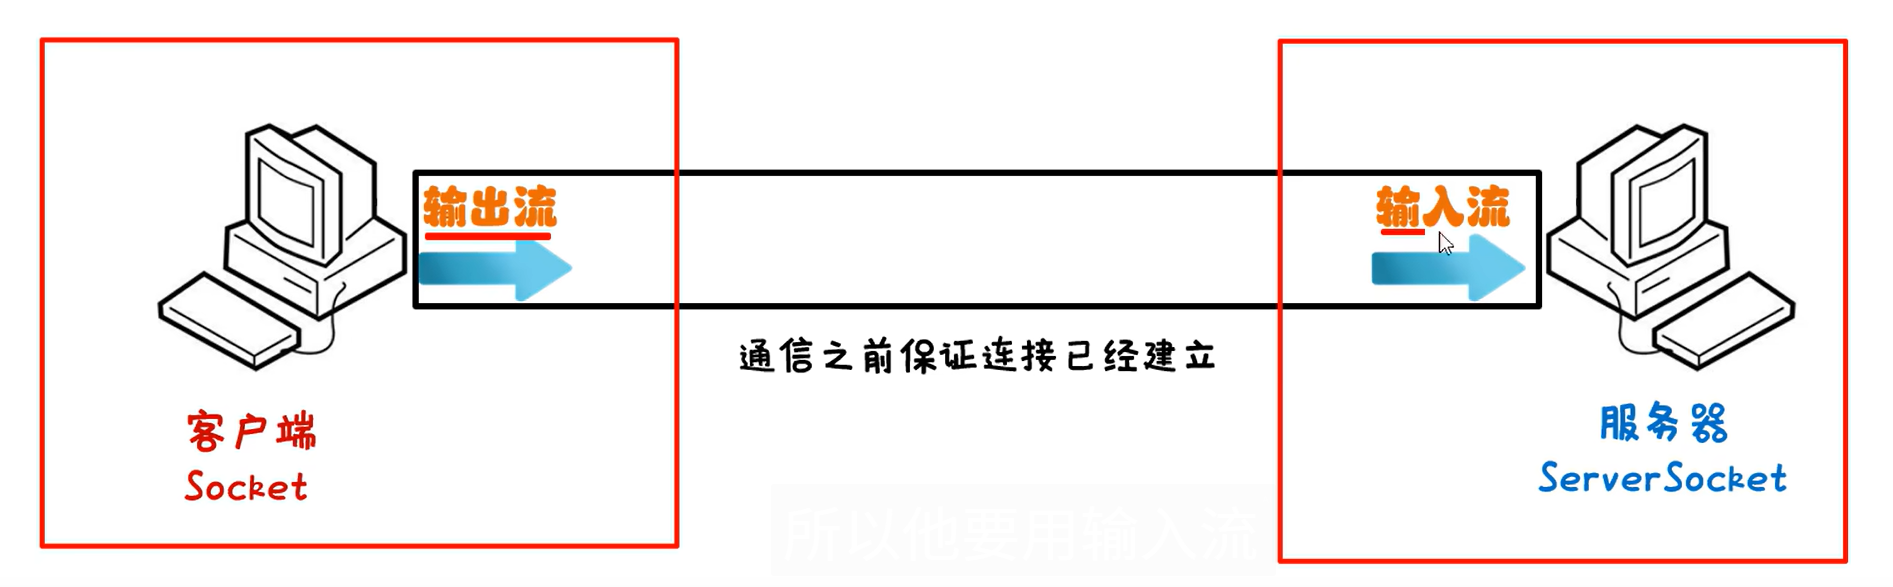 输出流
输入流
通信之前保证连接已经建立
客户端
Socket
服务器
ServerSocket
所以他要用输入流